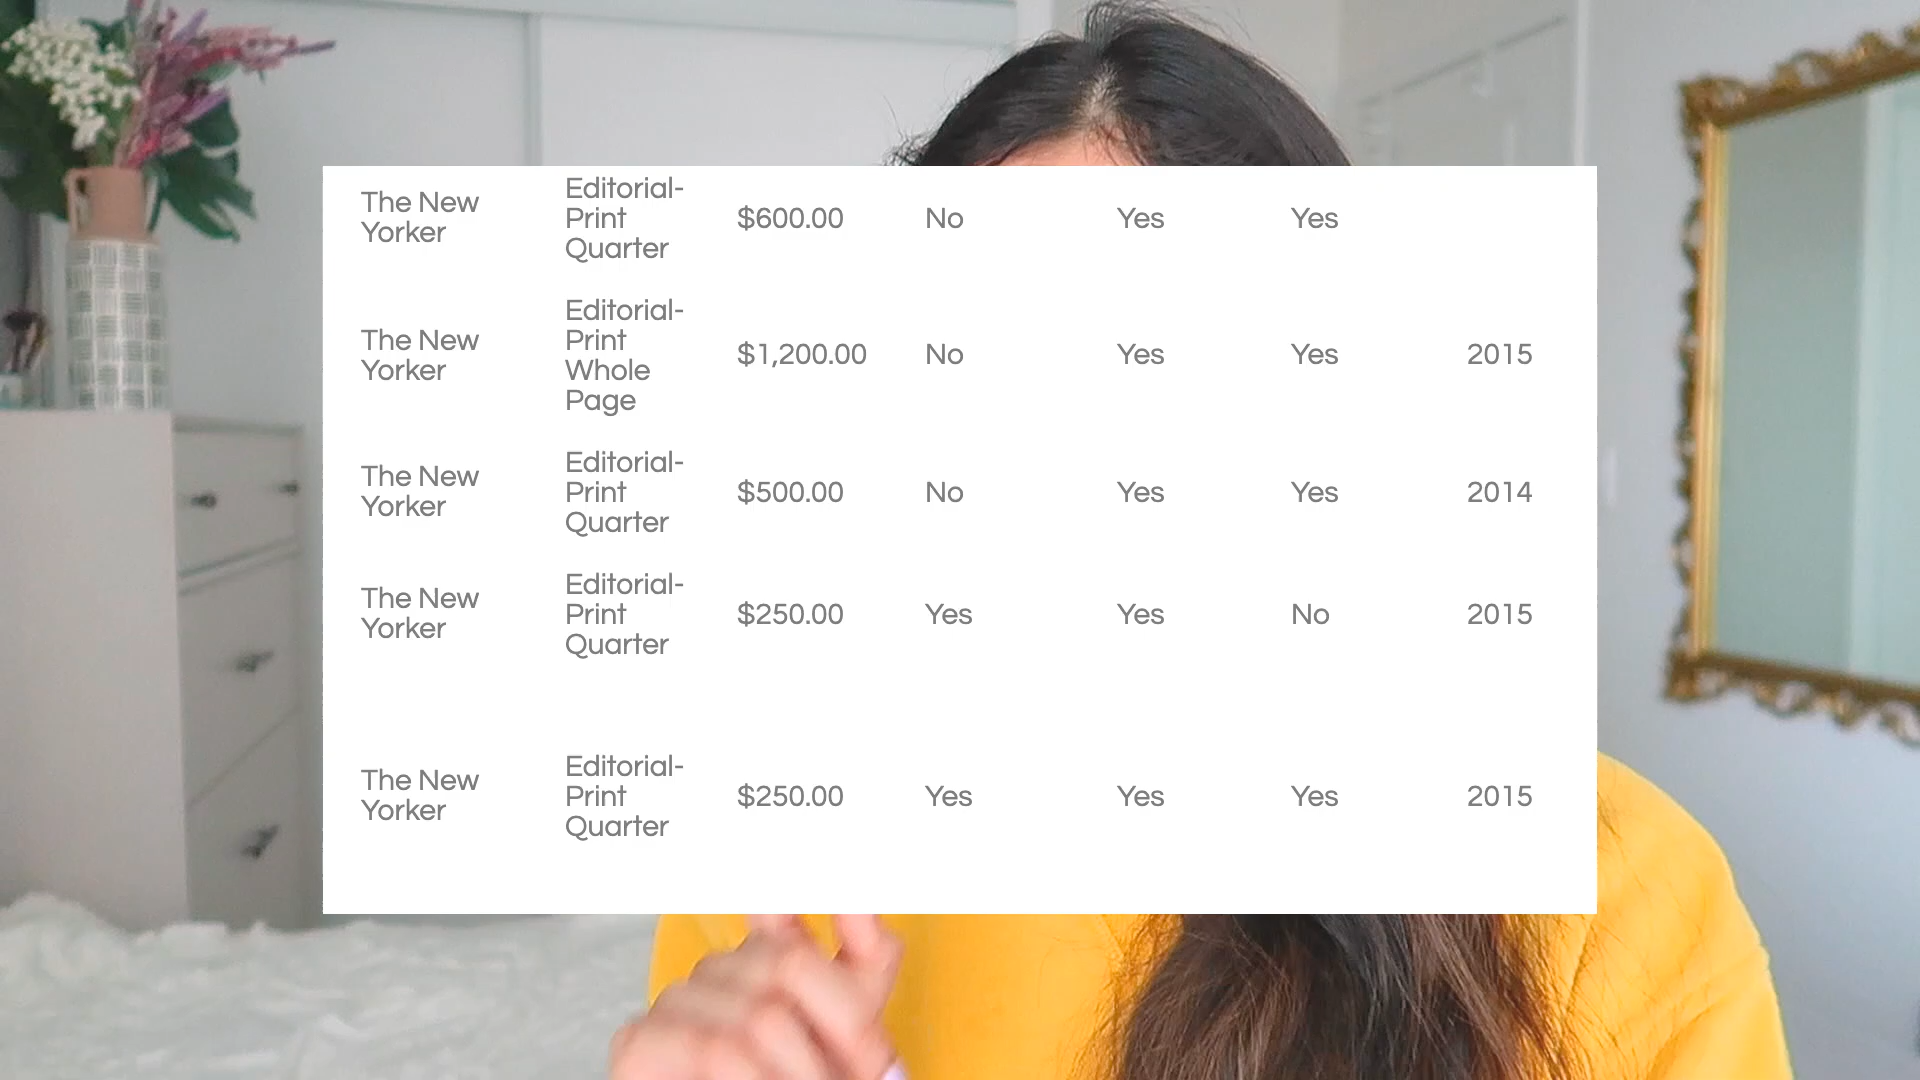 The New Yorker Editorial-Print Quarter $600.00 No Yes Yes
The New Yorker Editorial-Print Whole Page $1,200.00 No Yes Yes 2015
The New Yorker Editorial-Print Quarter $500.00 No Yes Yes 2014
The New Yorker Editorial-Print Quarter $250.00 Yes Yes No 2015
The New Yorker Editorial-Print Quarter $250.00 Yes Yes Yes 2015